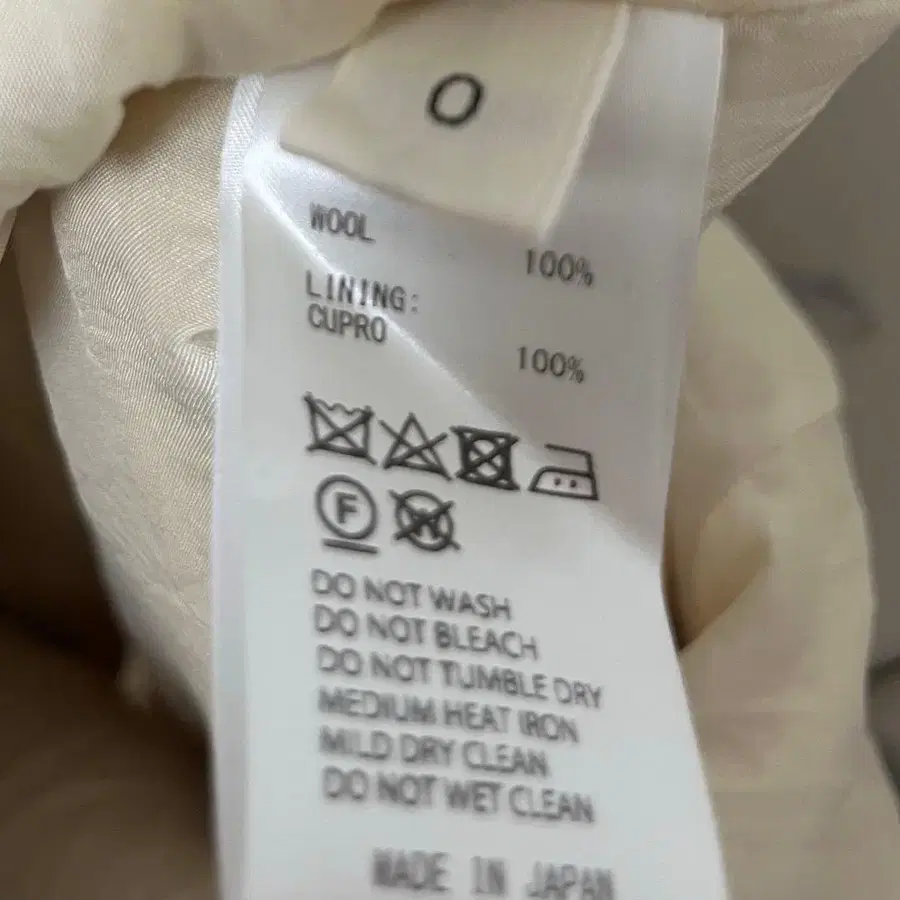 0
WOOL 100%
LINING:
CUPRO 100%
F
W
DO NOT WASH
DO NOT BLEACH
DO NOT TUMBLE DRY
MEDIUM HEAT IRON
MILD DRY CLEAN
DO NOT WET CLEAN
MADE IN JAPAN